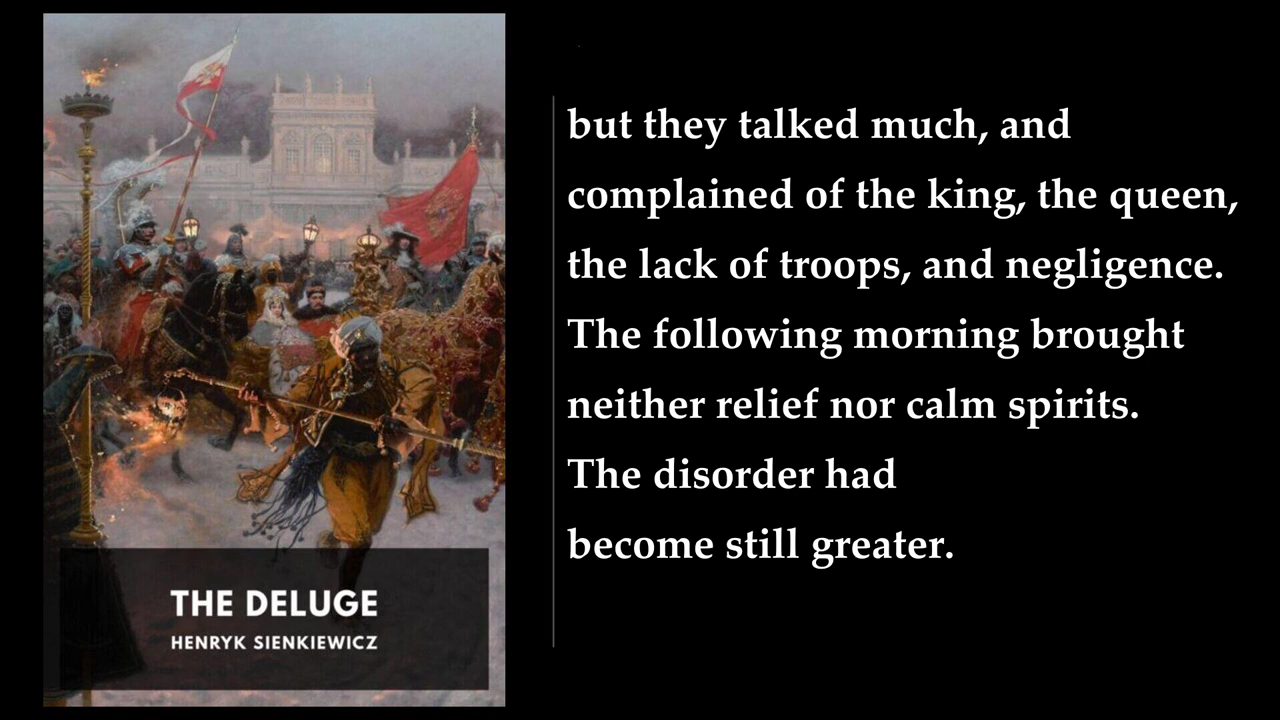 THE DELUGE
HENRYK SIENKIEWICZ
but they talked much, and
complained of the king, the queen,
the lack of troops, and negligence.
The following morning brought
neither relief nor calm spirits.
The disorder had
become still greater.